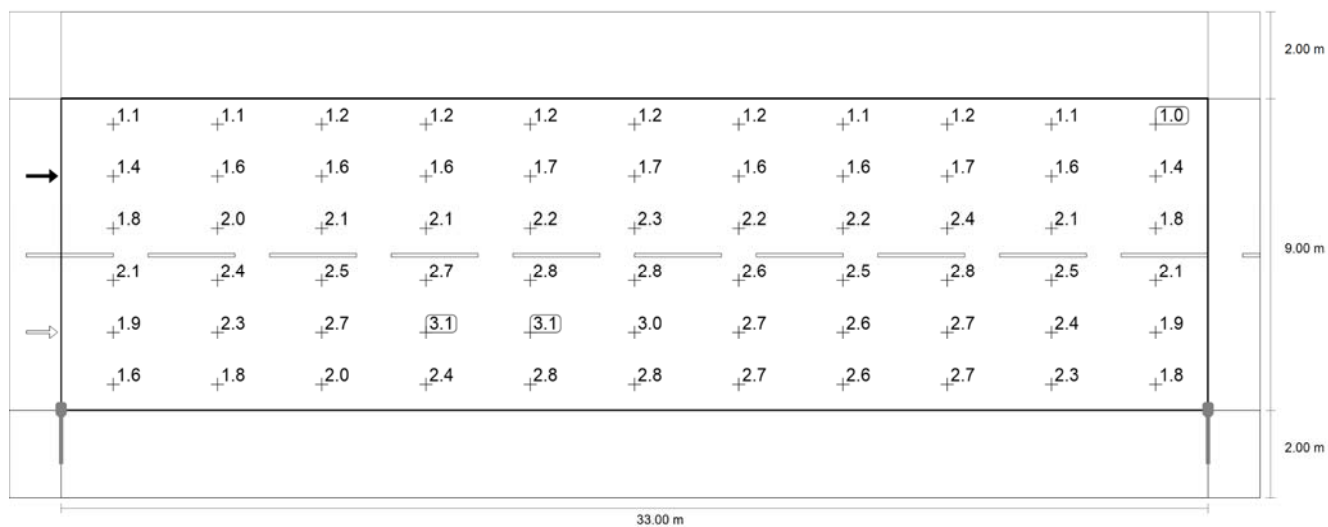 2.00 m
1.1 1.1 1.2 1.2 1.2 1.2 1.2 1.1 1.2 1.1 1.0
1.4 1.6 1.6 1.6 1.7 1.7 1.6 1.6 1.7 1.6 1.4
1.8 2.0 2.1 2.1 2.2 2.3 2.2 2.2 2.4 2.1 1.8
9.00 m
2.1 2.4 2.5 2.7 2.8 2.8 2.6 2.5 2.8 2.5 2.1
1.9 2.3 2.7 3.1 3.1 3.0 2.7 2.6 2.7 2.4 1.9
1.6 1.8 2.0 2.4 2.8 2.8 2.7 2.6 2.7 2.3 1.8
2.00 m
33.00 m